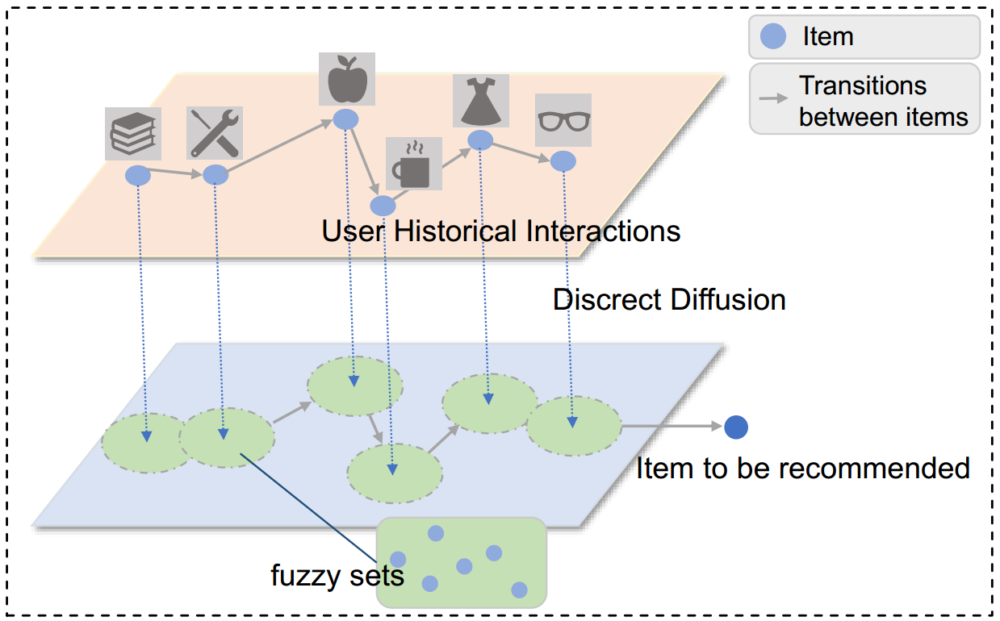 Item
Transitions
between items
User Historical Interactions
Discrect Diffusion
Item to be recommended
fuzzy sets